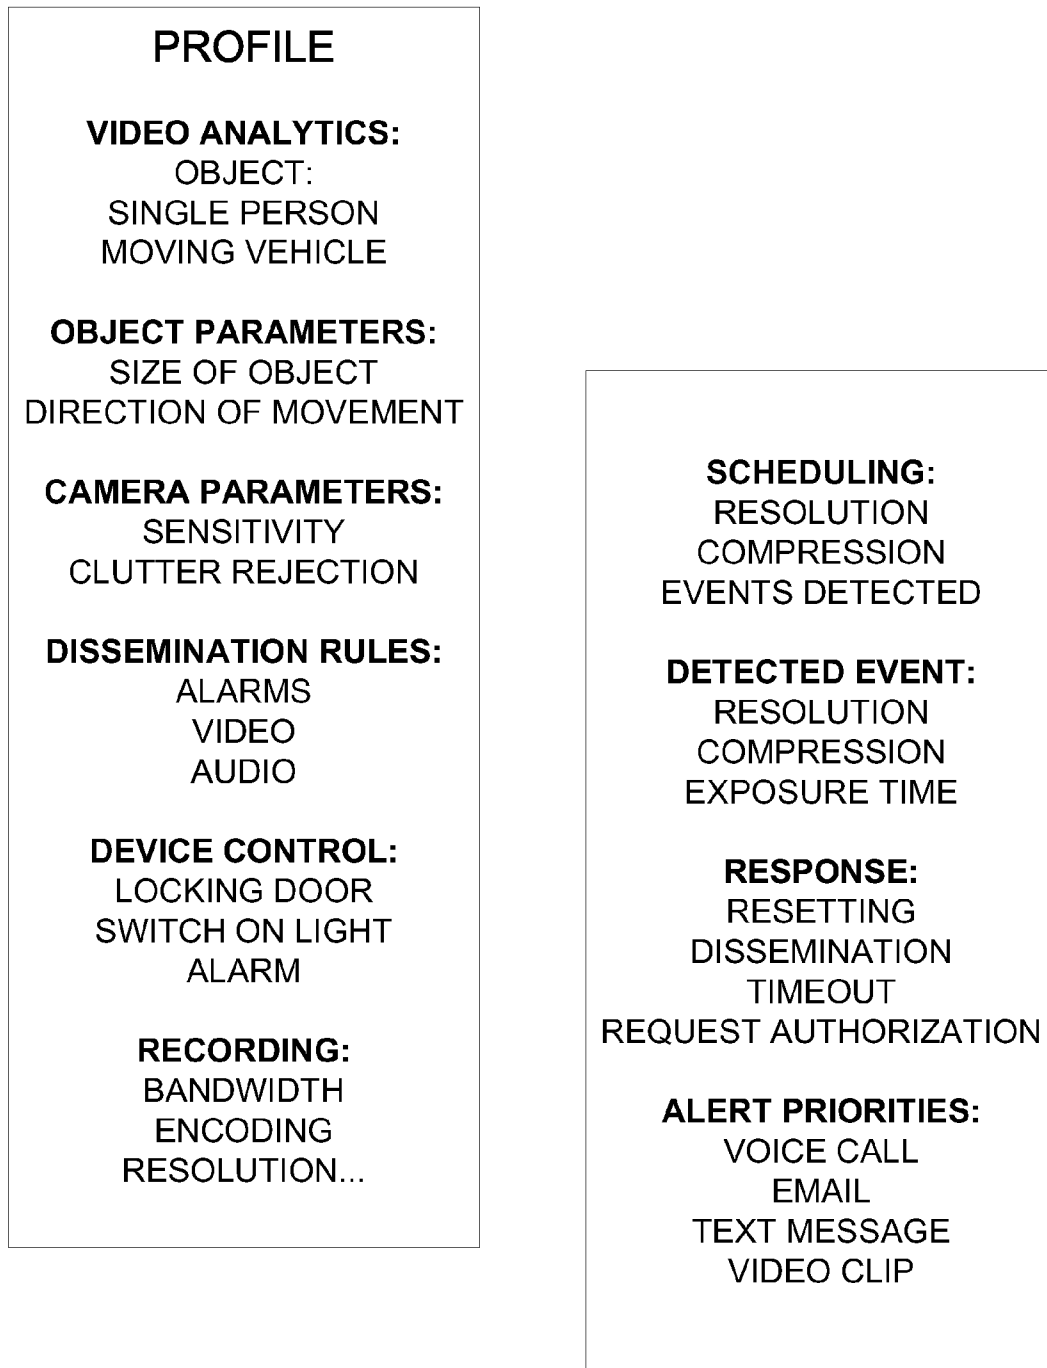 PROFILE
VIDEO ANALYTICS:
OBJECT:
SINGLE PERSON
MOVING VEHICLE
OBJECT PARAMETERS:
SIZE OF OBJECT
DIRECTION OF MOVEMENT
CAMERA PARAMETERS:
SENSITIVITY
CLUTTER REJECTION
DISSEMINATION RULES:
ALARMS
VIDEO
AUDIO
DEVICE CONTROL:
LOCKING DOOR
SWITCH ON LIGHT
ALARM
RECORDING:
BANDWIDTH
ENCODING
RESOLUTION...
SCHEDULING:
RESOLUTION
COMPRESSION
EVENTS DETECTED
DETECTED EVENT:
RESOLUTION
COMPRESSION
EXPOSURE TIME
RESPONSE:
RESETTING
DISSEMINATION
TIMEOUT
REQUEST AUTHORIZATION
ALERT PRIORITIES:
VOICE CALL
EMAIL
TEXT MESSAGE
VIDEO CLIP